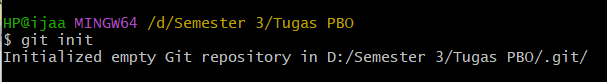 HP@ijaa MINGW64 /d/Semester 3/Tugas PBO
$ git init
Initialized empty Git repository in D:/Semester 3/Tugas PBO/.git/